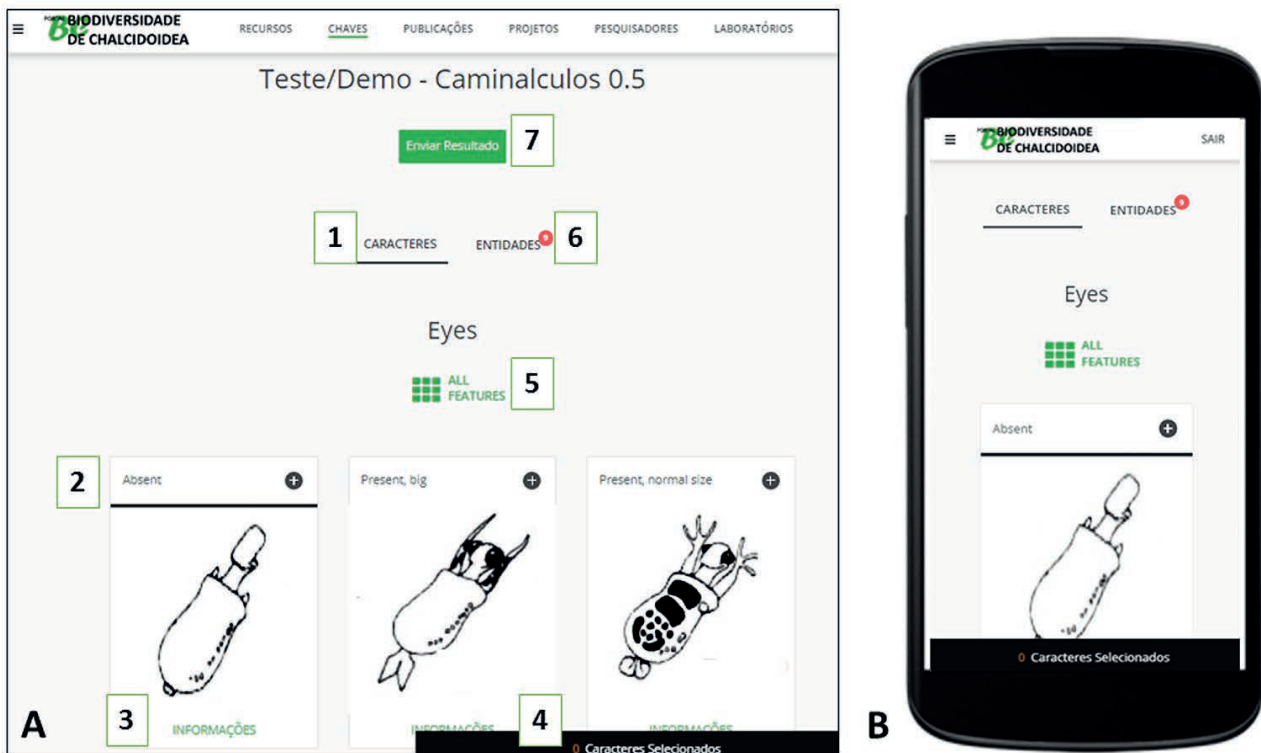 BIODIVERSIDADE
DE CHALCIDOIDEA
RECURSOS CHAVES PUBLICAÇÕES PROJETOS PESQUISADORES LABORATÓRIOS
Teste/Demo - Caminalculos 0.5
Enviar Resultado 7
1 CARACTERES ENTIDADES 9 6
Eyes
ALL
FEATURES
5
2 Absent Present, big Present, normal size
3 INFORMAÇÕES INFORMAÇÕES 4 INFORMAÇÕES
0 Caracteres Selecionados
A
BIODIVERSIDADE
DE CHALCIDOIDEA
SAIR
CARACTERES ENTIDADES 9
Eyes
ALL
FEATURES
Absent
0 Caracteres Selecionados
B